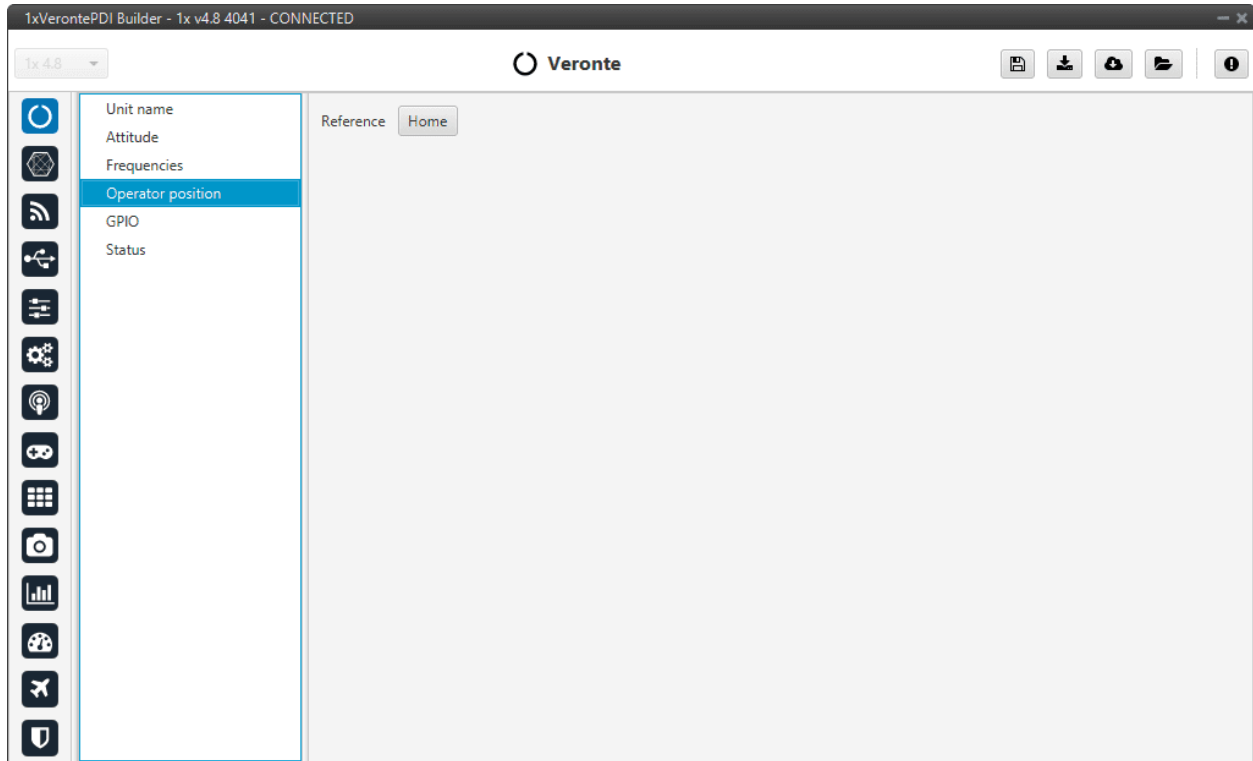 1xVerontePDI Builder - 1x v4.8 4041 - CONNECTED
1x 4.8
Veronte
Unit name
Attitude
Frequencies
Operator position
GPIO
Status
Reference Home